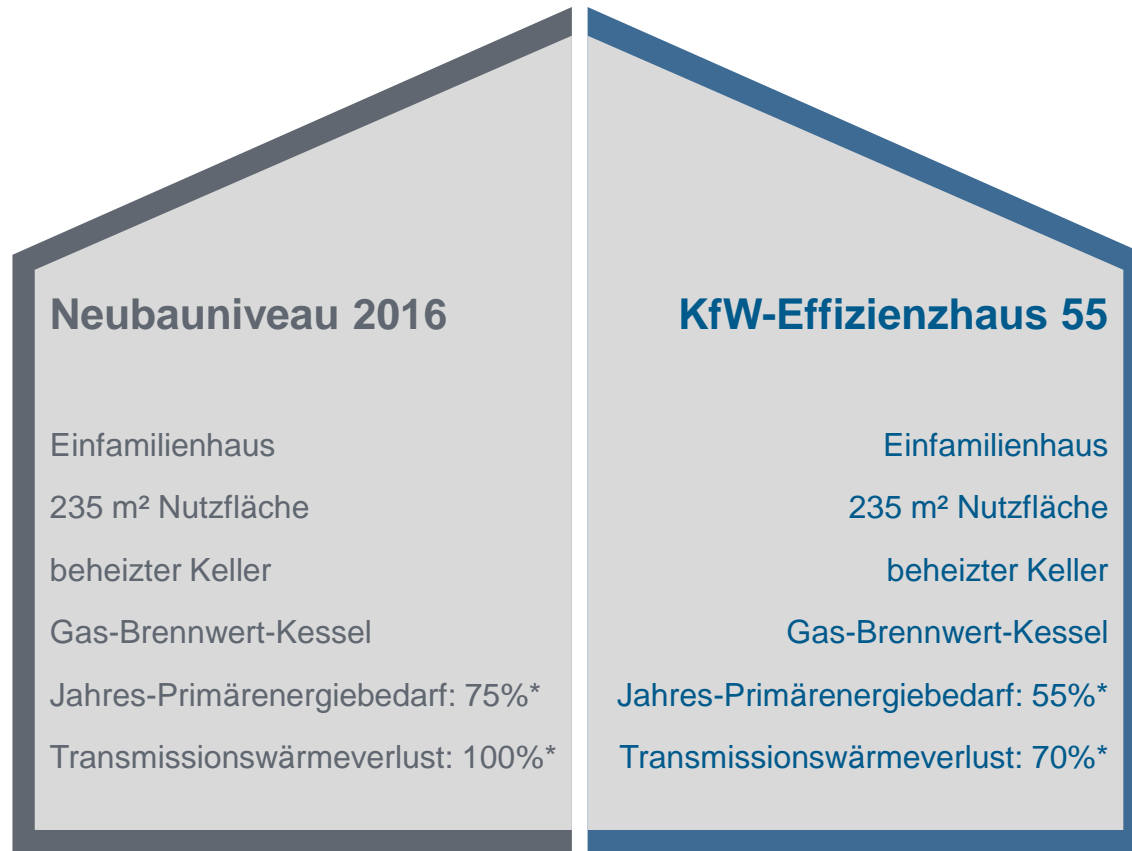 Neubauniveau 2016
Einfamilienhaus
235 m² Nutzfläche
beheizter Keller
Gas-Brennwert-Kessel
Jahres-Primärenergiebedarf: 75%*
Transmissionswärmeverlust: 100%*
KfW-Effizienzhaus 55
Einfamilienhaus
235 m² Nutzfläche
beheizter Keller
Gas-Brennwert-Kessel
Jahres-Primärenergiebedarf: 55%*
Transmissionswärmeverlust: 70%*